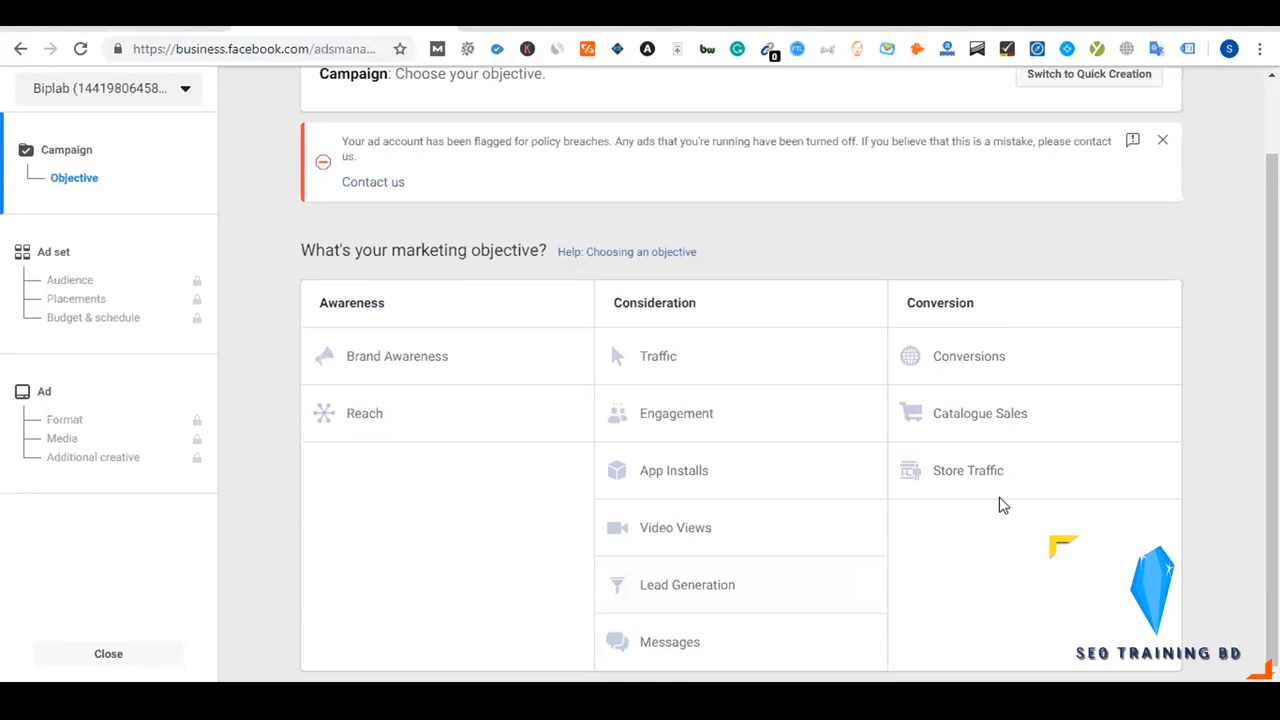 https://business.facebook.com/adsmana...
M
K
A
bw
0
FTL
S
Biplab (14419806458...
Campaign: Choose your objective.
Switch to Quick Creation
Campaign
Objective
Your ad account has been flagged for policy breaches. Any ads that you're running have been turned off. If you believe that this is a mistake, please contact
us.
Contact us
Ad set
Audience
Placements
Budget & schedule
What's your marketing objective? Help: Choosing an objective
Awareness Consideration Conversion
Brand Awareness Traffic Conversions
Reach Engagement Catalogue Sales
App Installs Store Traffic
Video Views
Lead Generation
Messages
Ad
Format
Media
Additional creative
Close
SEO TRAINING BD